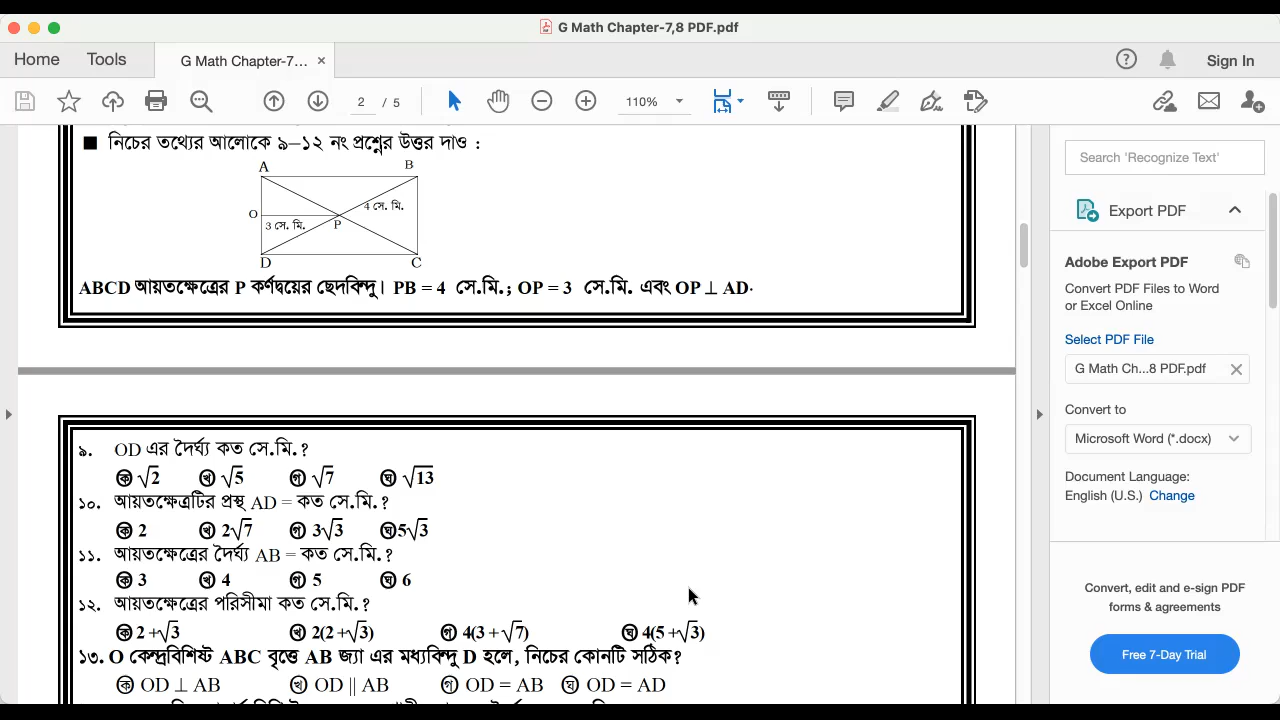 G Math Chapter-7,8 PDF.pdf
Home
Tools
G Math Chapter-7... ×
Sign In
2 / 5
110%
■ নিচের তথ্যের আলোকে ৯–১২ নং প্রশ্নের উত্তর দাও :
A
B
O
4 সে. মি.
3 সে. মি.
P
D
C
ABCD আয়তক্ষেত্রের P কর্ণদ্বয়ের ছেদবিন্দু। PB = 4 সে.মি.; OP = 3 সে.মি. এবং OP ⊥ AD.
৯. OD এর দৈর্ঘ্য কত সে.মি.?
ক √2 খ √5 গ √7 ঘ √13
১০. আয়তক্ষেত্রটির প্রস্থ AD = কত সে.মি.?
ক 2 খ 2√7 গ 3√3 ঘ 5√3
১১. আয়তক্ষেত্রের দৈর্ঘ্য AB = কত সে.মি.?
ক 3 খ 4 গ 5 ঘ 6
১২. আয়তক্ষেত্রের পরিসীমা কত সে.মি.?
ক 2 +√3 খ 2(2 +√3) গ 4(3 + √7) ঘ 4(5 +√3)
১৩. O কেন্দ্রবিশিষ্ট ABC বৃত্তে AB জ্যা এর মধ্যবিন্দু D হলে, নিচের কোনটি সঠিক?
ক OD ⊥ AB খ OD || AB গ OD = AB ঘ OD = AD
Search 'Recognize Text'
Export PDF
Adobe Export PDF
Convert PDF Files to Word
or Excel Online
Select PDF File
G Math Ch...8 PDF.pdf
Convert to
Microsoft Word (*.docx)
Document Language:
English (U.S.) Change
Convert, edit and e-sign PDF
forms & agreements
Free 7-Day Trial